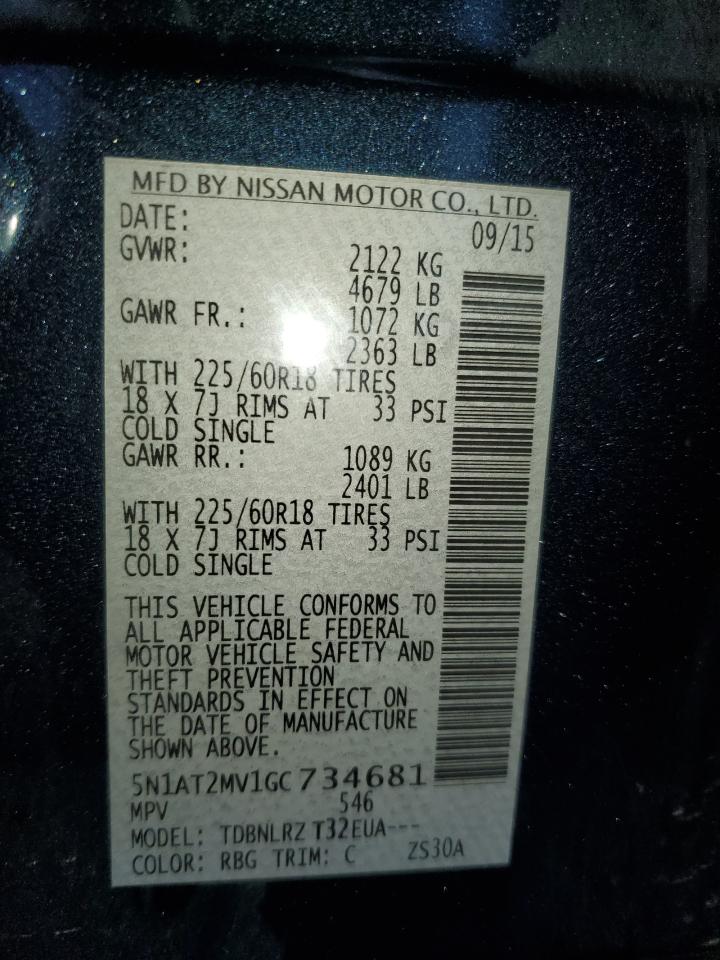 MFD BY NISSAN MOTOR CO., LTD.
DATE: 09/15
GVWR: 2122 KG
4679 LB
GAWR FR.: 1072 KG
2363 LB
WITH 225/60R18 TIRES
18 X 7J RIMS AT 33 PSI
COLD SINGLE
GAWR RR.: 1089 KG
2401 LB
WITH 225/60R18 TIRES
18 X 7J RIMS AT 33 PSI
COLD SINGLE
THIS VEHICLE CONFORMS TO
ALL APPLICABLE FEDERAL
MOTOR VEHICLE SAFETY AND
THEFT PREVENTION
STANDARDS IN EFFECT ON
THE DATE OF MANUFACTURE
SHOWN ABOVE.
5N1AT2MV1GC734681
MPV 546
MODEL: TDBNLRZ T32EUA---
COLOR: RBG TRIM: C ZS30A